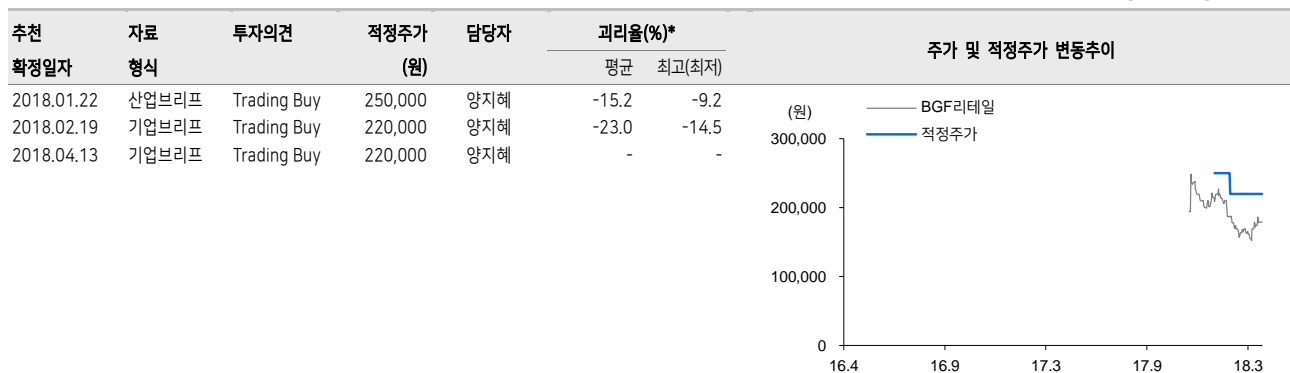 추천 자료 투자의견 적정주가 담당자 괴리율(%)* 주가 및 적정주가 변동추이
확정일자 형식 (원) 평균 최고(최저)
2018.01.22 산업브리프 Trading Buy 250,000 양지혜 -15.2 -9.2
2018.02.19 기업브리프 Trading Buy 220,000 양지혜 -23.0 -14.5
2018.04.13 기업브리프 Trading Buy 220,000 양지혜 - -
(원)
BGF리테일
적정주가
300,000
200,000
100,000
0
16.4 16.9 17.3 17.9 18.3